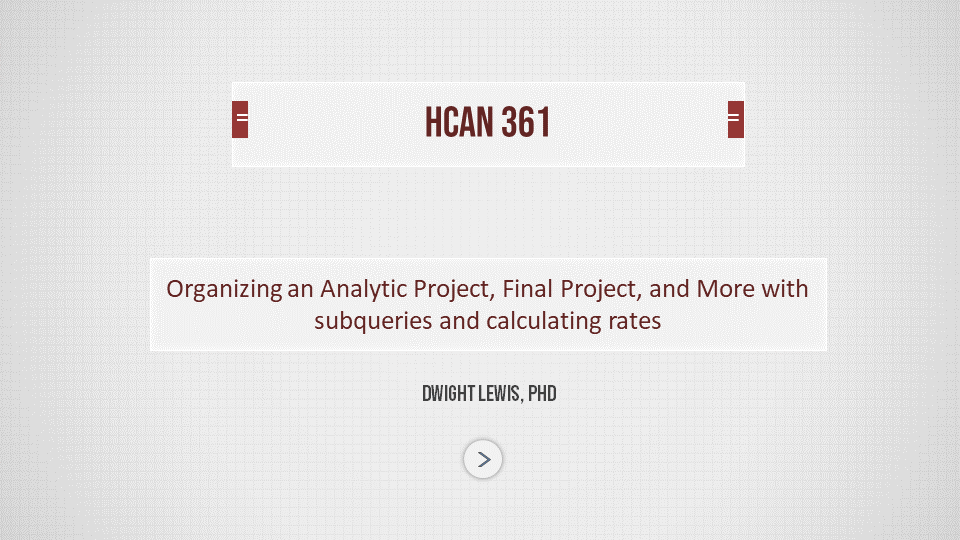 HCAN 361
Organizing an Analytic Project, Final Project, and More with
subqueries and calculating rates
DWIGHT LEWIS, PHD